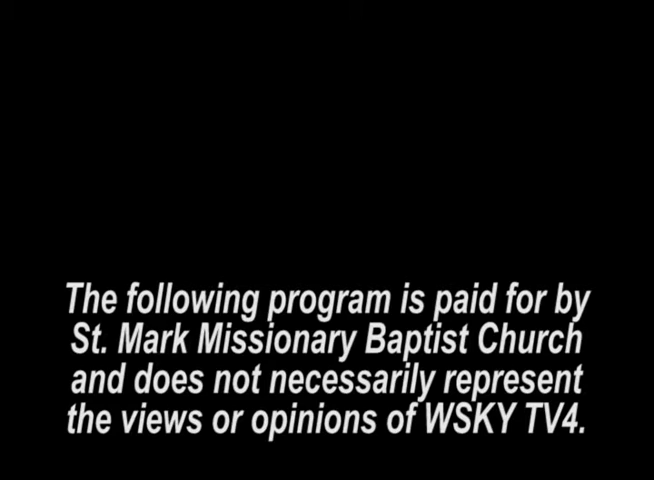 The following program is paid for by
St. Mark Missionary Baptist Church
and does not necessarily represent
the views or opinions of WSKY TV4.